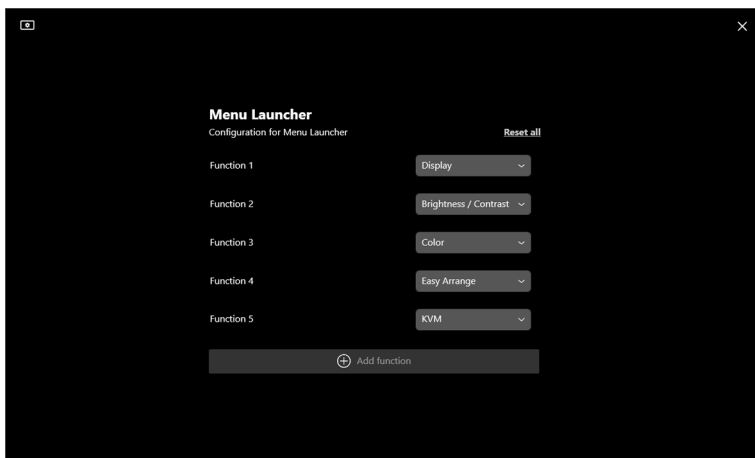 Menu Launcher
Configuration for Menu Launcher Reset all
Function 1 Display
Function 2 Brightness / Contrast
Function 3 Color
Function 4 Easy Arrange
Function 5 KVM
Add function